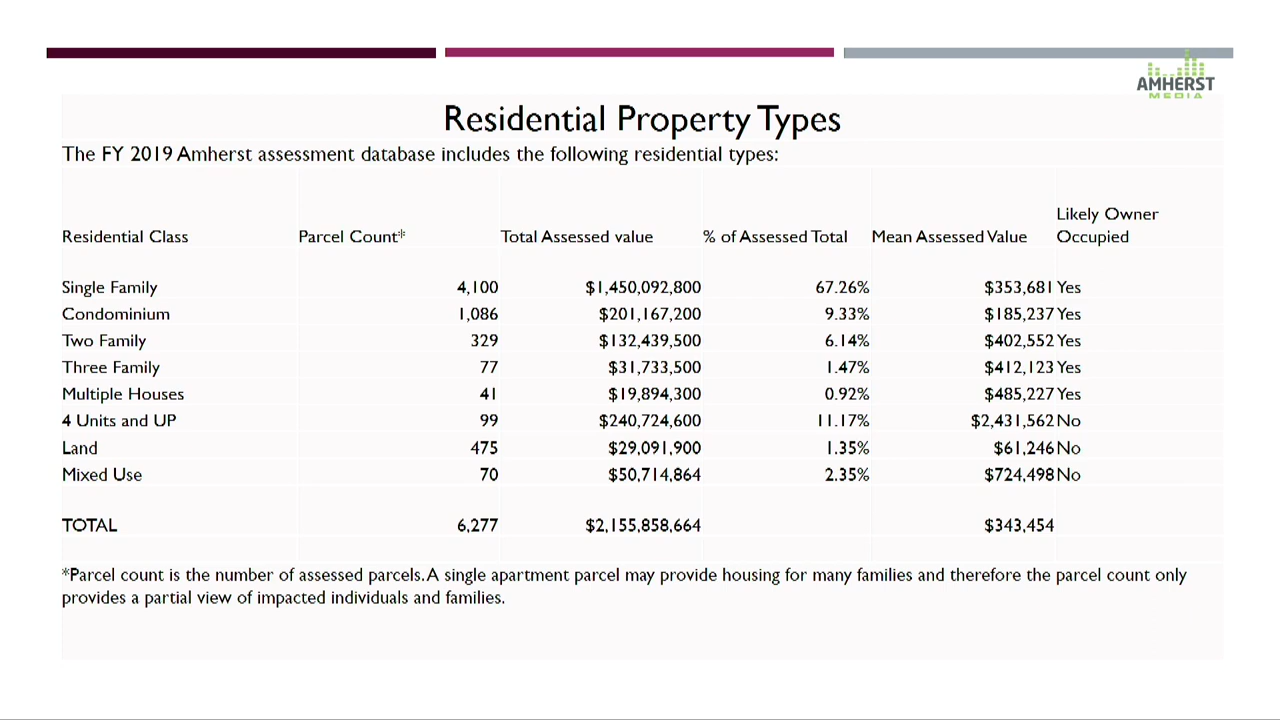 AMHERST
MEDIA
Residential Property Types
The FY 2019 Amherst assessment database includes the following residential types:
Residential Class Parcel Count* Total Assessed value % of Assessed Total Mean Assessed Value Likely Owner Occupied
Single Family 4,100 $1,450,092,800 67.26% $353,681 Yes
Condominium 1,086 $201,167,200 9.33% $185,237 Yes
Two Family 329 $132,439,500 6.14% $402,552 Yes
Three Family 77 $31,733,500 1.47% $412,123 Yes
Multiple Houses 41 $19,894,300 0.92% $485,227 Yes
4 Units and UP 99 $240,724,600 11.17% $2,431,562 No
Land 475 $29,091,900 1.35% $61,246 No
Mixed Use 70 $50,714,864 2.35% $724,498 No
TOTAL 6,277 $2,155,858,664 $343,454
*Parcel count is the number of assessed parcels. A single apartment parcel may provide housing for many families and therefore the parcel count only
provides a partial view of impacted individuals and families.